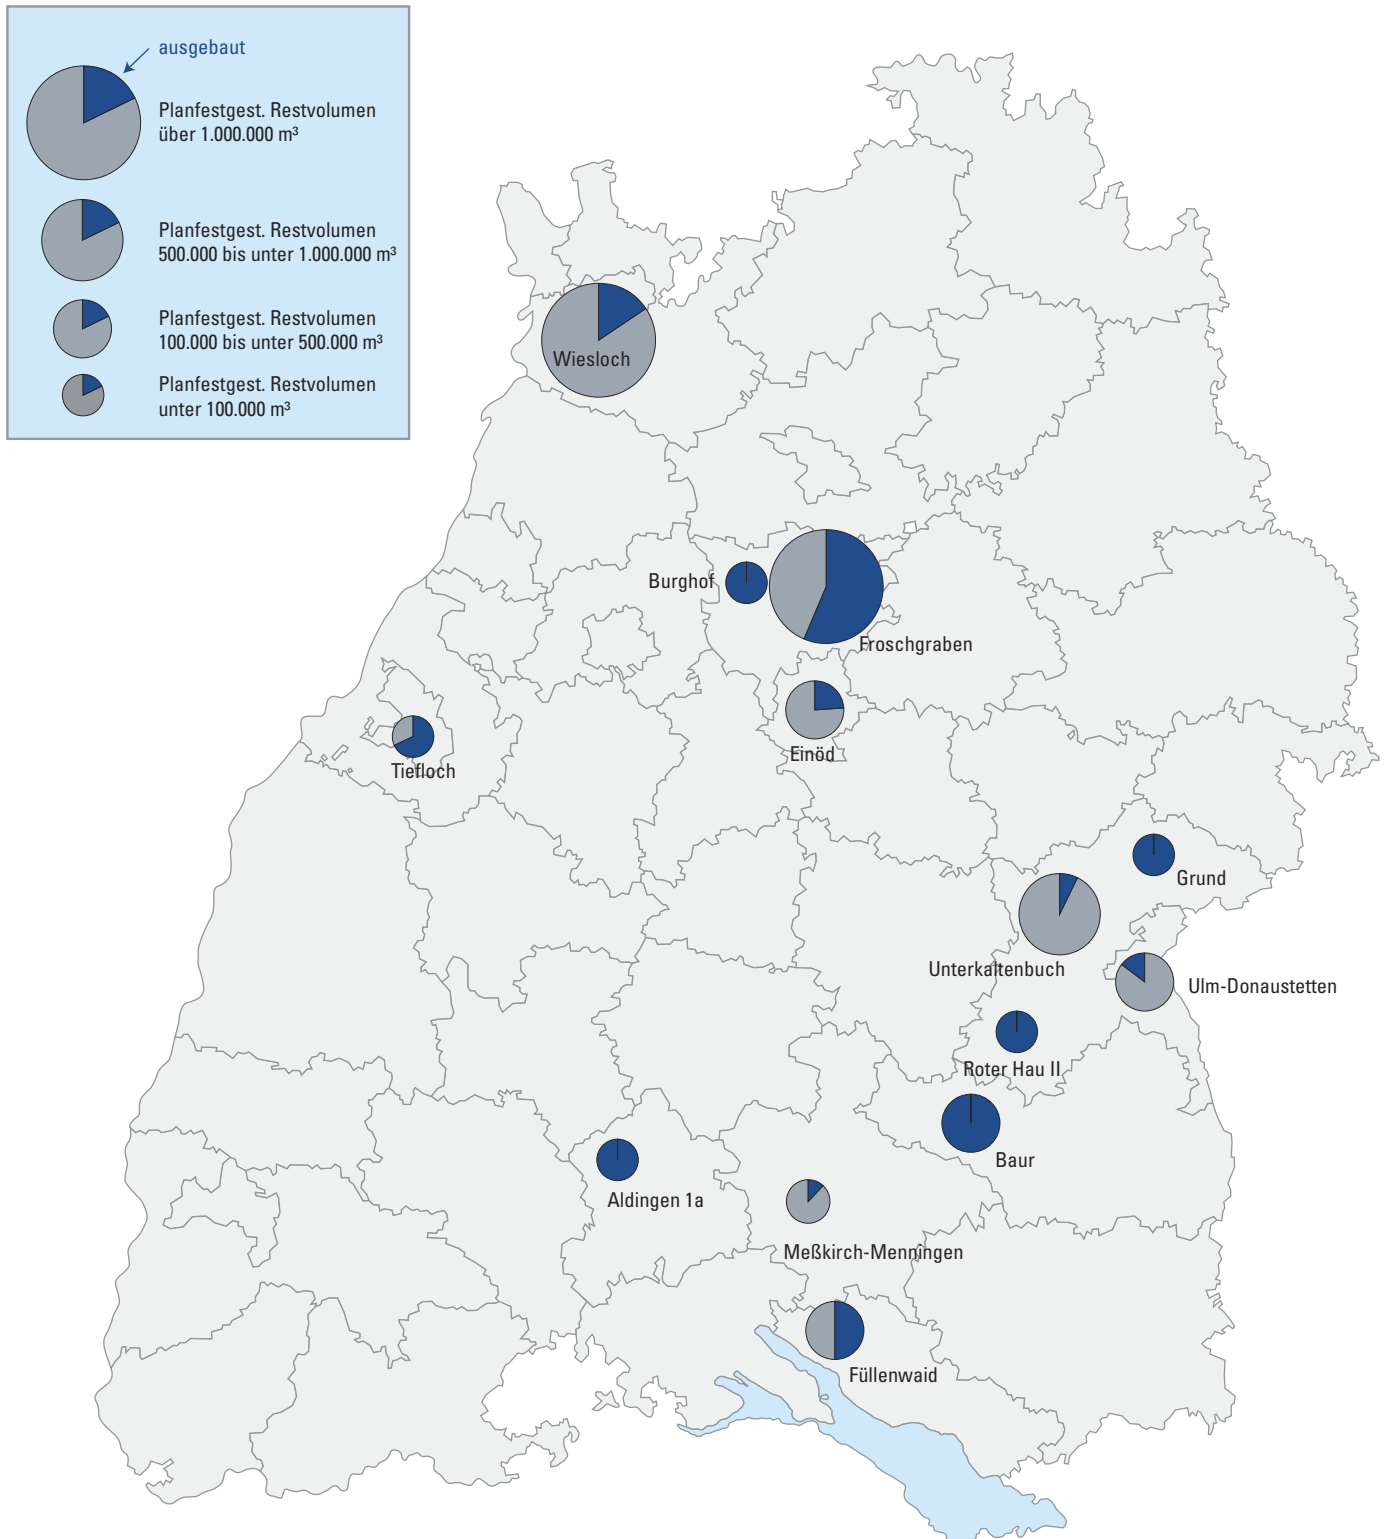 ausgebaut
Planfestgest. Restvolumen
über 1.000.000 m³
Planfestgest. Restvolumen
500.000 bis unter 1.000.000 m³
Planfestgest. Restvolumen
100.000 bis unter 500.000 m³
Planfestgest. Restvolumen
unter 100.000 m³
Wiesloch
Burghof
Froschgraben
Einöd
Tiefloch
Grund
Unterkaltenbuch
Ulm-Donaustetten
Roter Hau II
Baur
Aldingen 1a
Meßkirch-Menningen
Füllenwaid